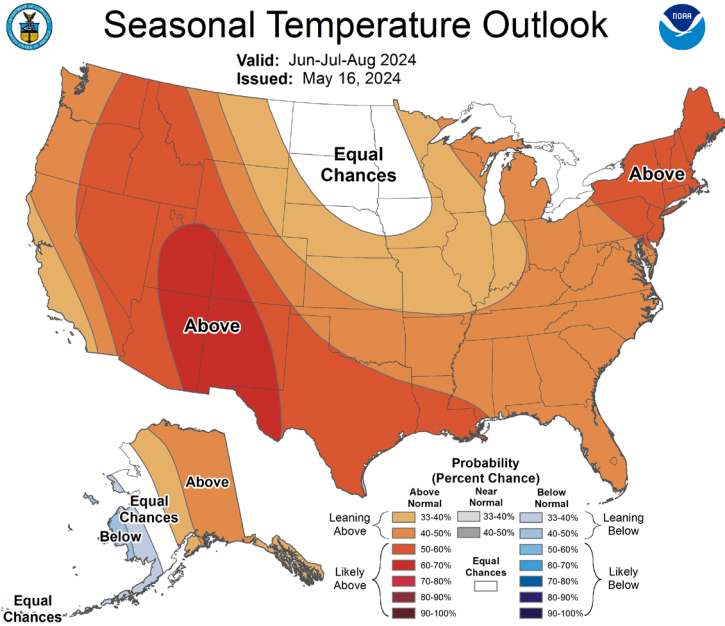 Seasonal Temperature Outlook
NOAA
Valid: Jun-Jul-Aug 2024
Issued: May 16, 2024
Equal
Chances
Above
Above
Above
Equal
Chances
Below
Equal
Chances
Probability
(Percent Chance)
Above
Normal
Near
Normal
Below
Normal
Leaning
Above
33-40%
33-40%
33-40%
Leaning
Below
40-50%
40-50%
40-50%
Likely
Above
50-60%
60-70%
70-80%
80-90%
90-100%
Equal
Chances
50-60%
60-70%
70-80%
80-90%
90-100%
Likely
Below